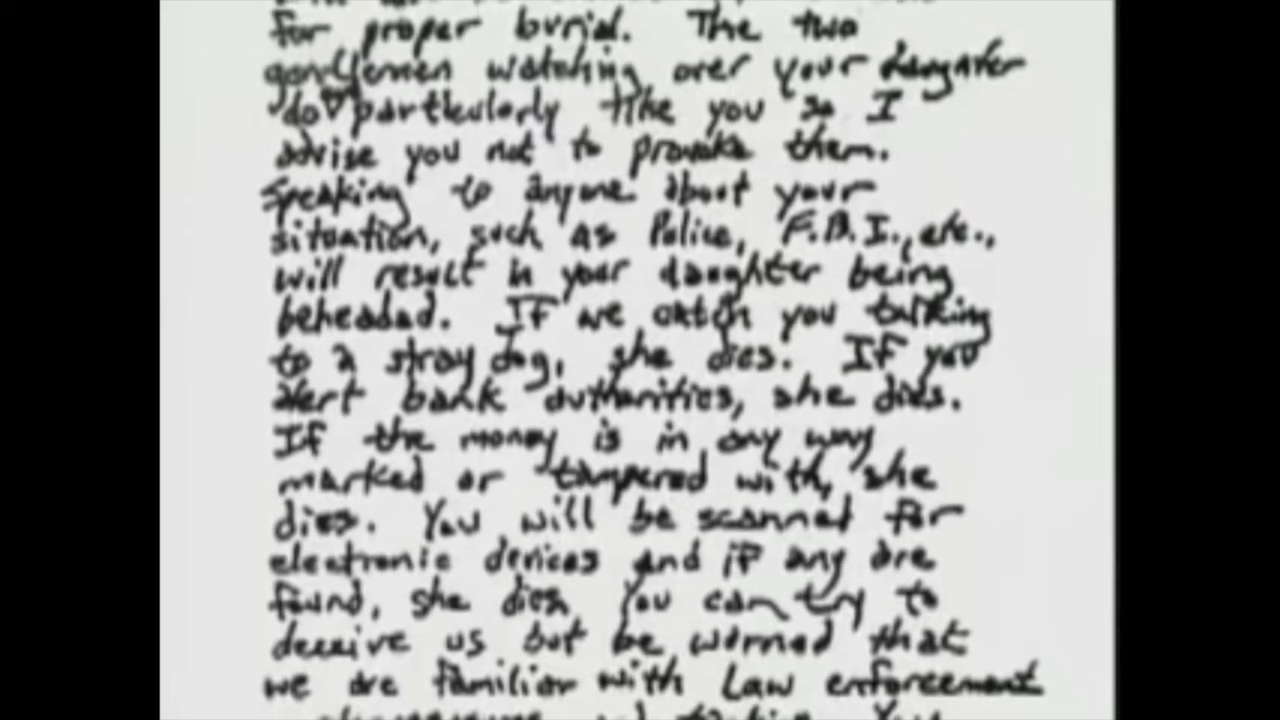 for proper burial. The two
gentlemen watching over your daughter
do particularly like you so I
advise you not to provoke them.
Speaking to anyone about your
situation, such as Police, F.B.I., etc.,
will result in your daughter being
beheaded. If we catch you talking
to a stray dog, she dies. If you
alert bank authorities, she dies.
If the money is in any way
marked or tampered with, she
dies. You will be scanned for
electronic devices and if any are
found, she dies. You can try to
deceive us but be warned that
we are familiar with Law enforcement